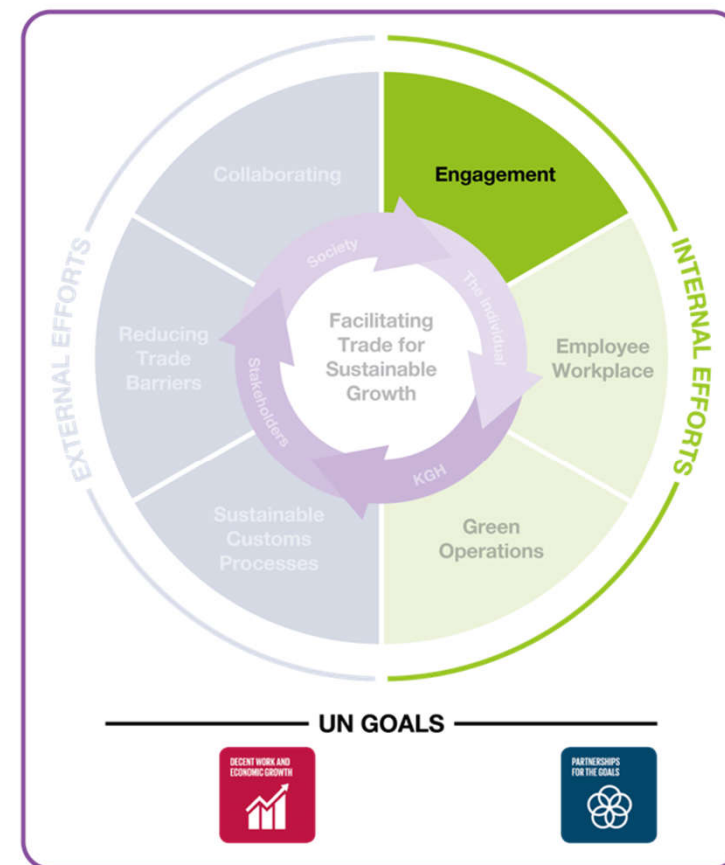 Collaborating
Engagement
EXTERNAL EFFORTS
INTERNAL EFFORTS
Society
The individual
Reducing
Trade
Barriers
Stakeholders
Facilitating
Trade for
Sustainable
Growth
Employee
Workplace
KGH
Sustainable
Customs
Processes
Green
Operations
UN GOALS
DECENT WORK AND
ECONOMIC GROWTH
PARTNERSHIPS
FOR THE GOALS